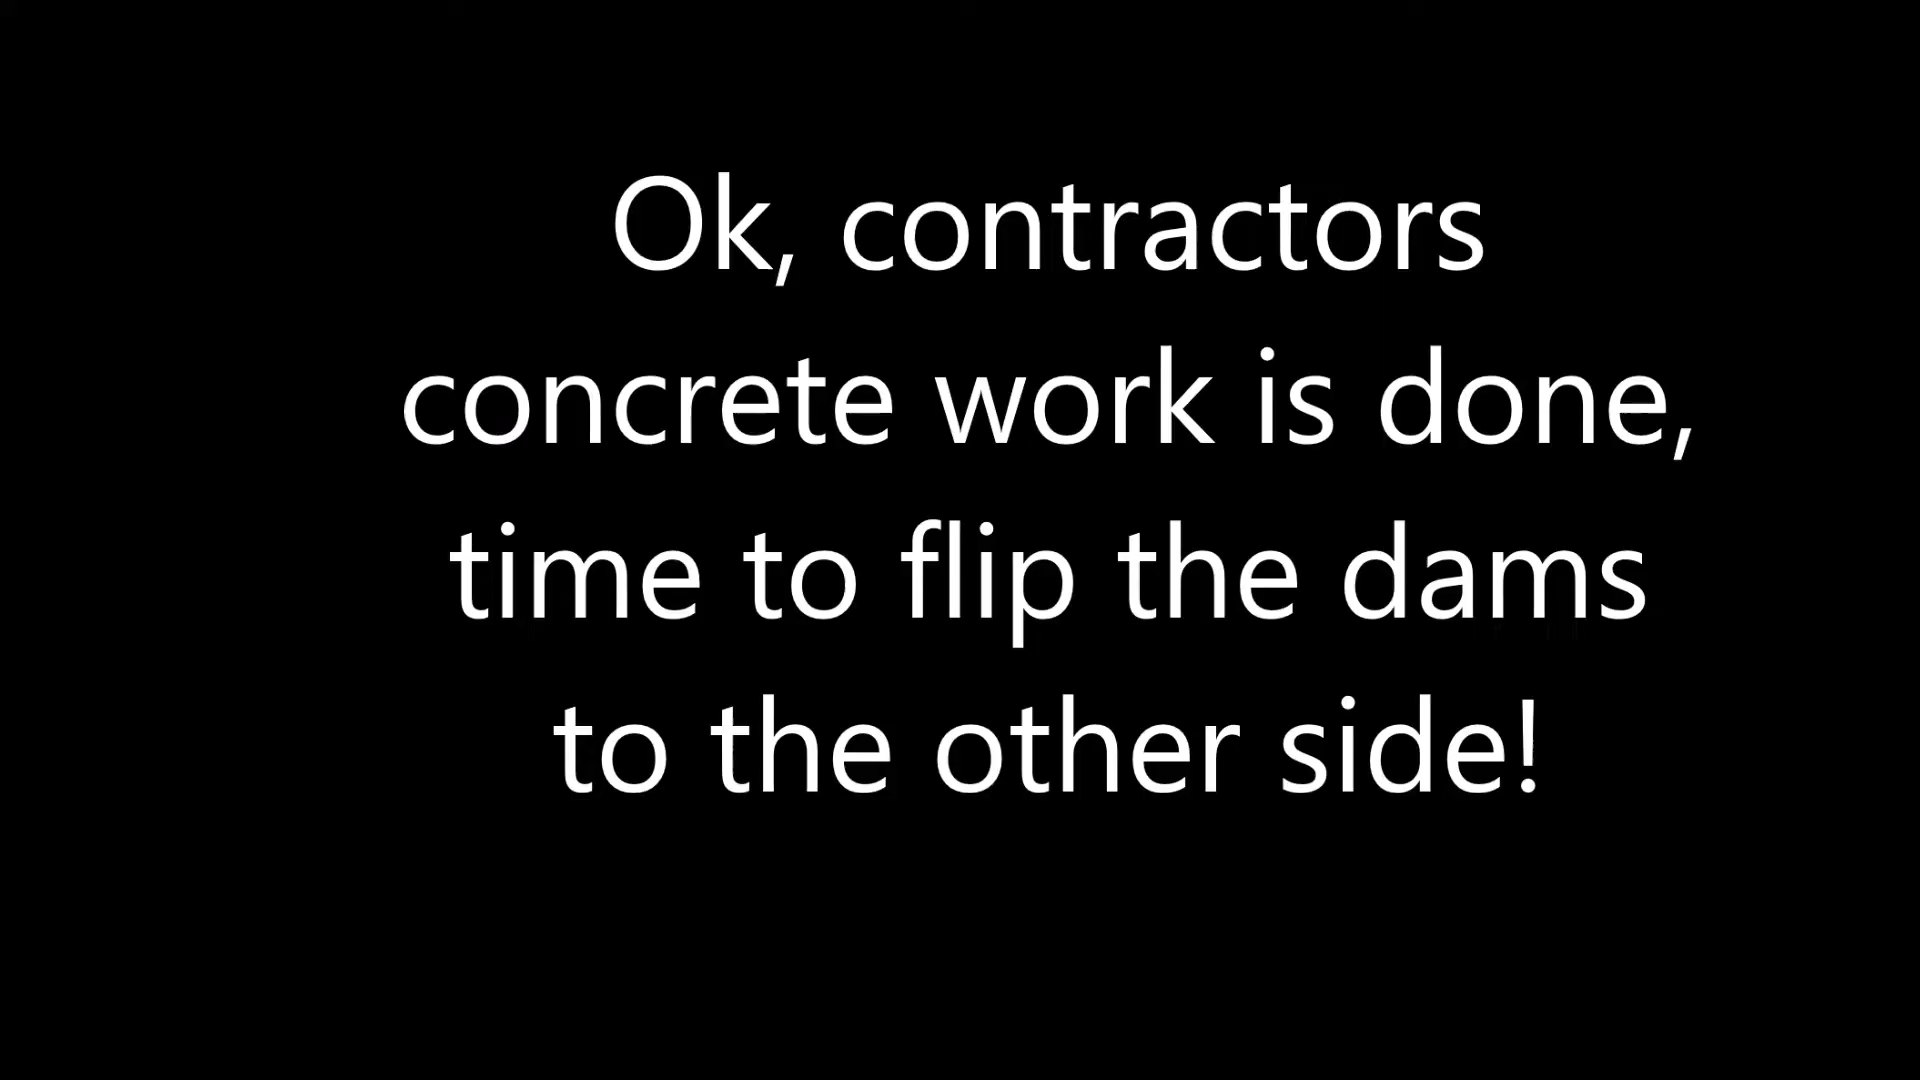 Ok, contractors
concrete work is done,
time to flip the dams
to the other side!